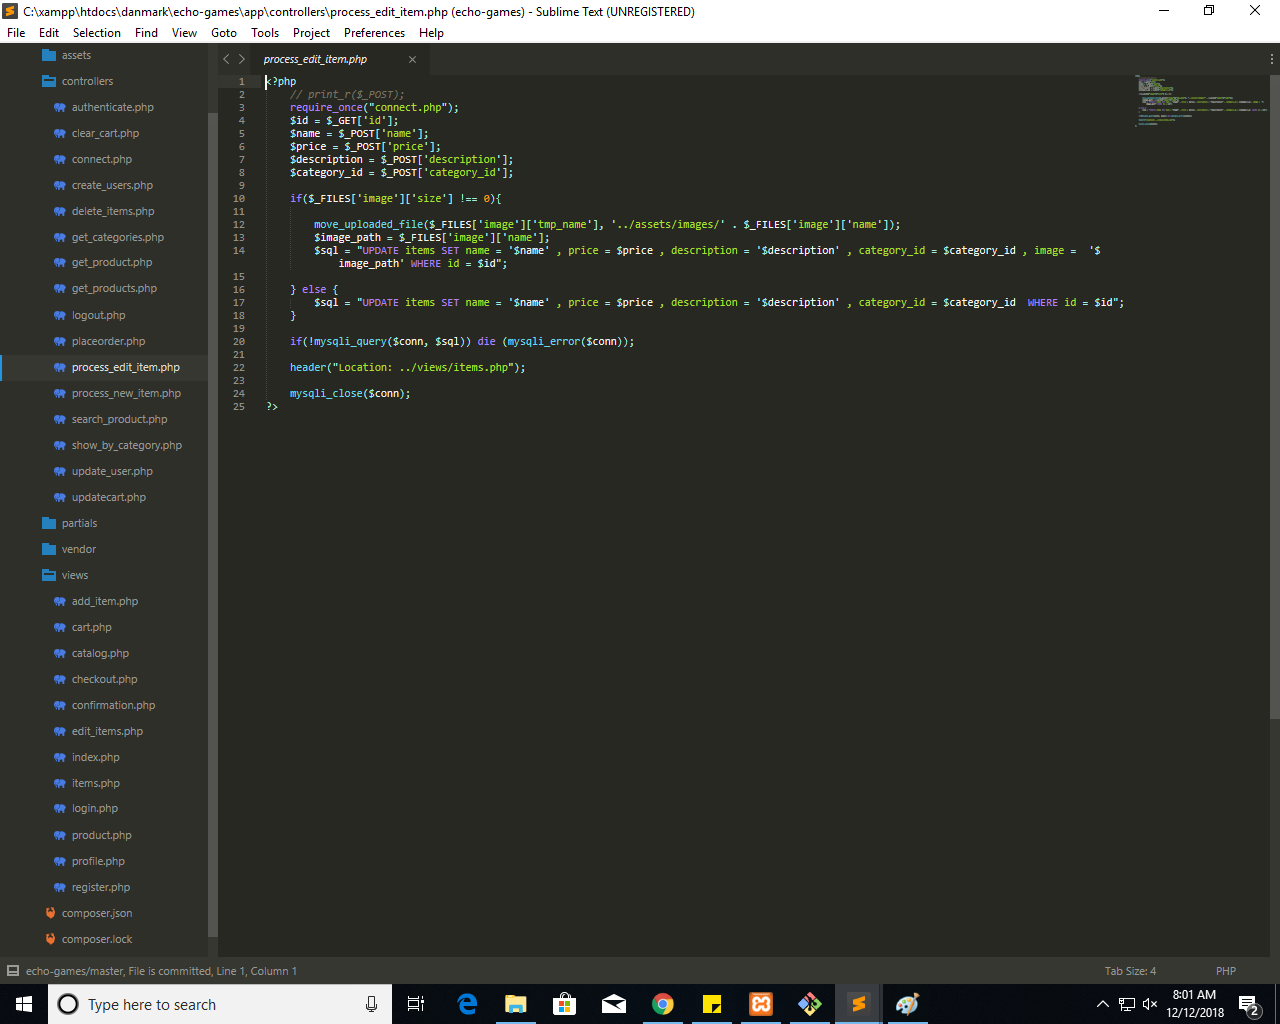 C:\xampp\htdocs\danmark\echo-games\app\controllers\process_edit_item.php (echo-games) - Sublime Text (UNREGISTERED)
File Edit Selection Find View Goto Tools Project Preferences Help
assets
controllers
authenticate.php
clear_cart.php
connect.php
create_users.php
delete_items.php
get_categories.php
get_product.php
get_products.php
logout.php
placeorder.php
process_edit_item.php
process_new_item.php
search_product.php
show_by_category.php
update_user.php
updatecart.php
partials
vendor
views
add_item.php
cart.php
catalog.php
checkout.php
confirmation.php
edit_items.php
index.php
items.php
login.php
product.php
profile.php
register.php
composer.json
composer.lock
process_edit_item.php
1 <?php
2 // print_r($_POST);
3 require_once("connect.php");
4 $id = $_GET['id'];
5 $name = $_POST['name'];
6 $price = $_POST['price'];
7 $description = $_POST['description'];
8 $category_id = $_POST['category_id'];
9
10 if($_FILES['image']['size'] !== 0){
11
12 move_uploaded_file($_FILES['image']['tmp_name'], '../assets/images/' . $_FILES['image']['name']);
13 $image_path = $_FILES['image']['name'];
14 $sql = "UPDATE items SET name = '$name' , price = $price , description = '$description' , category_id = $category_id , image =  '$
image_path' WHERE id = $id";
15
16 } else {
17 $sql = "UPDATE items SET name = '$name' , price = $price , description = '$description' , category_id = $category_id  WHERE id = $id";
18 }
19
20 if(!mysqli_query($conn, $sql)) die (mysqli_error($conn));
21
22 header("Location: ../views/items.php");
23
24 mysqli_close($conn);
25 ?>
echo-games/master, File is committed, Line 1, Column 1
Tab Size: 4
PHP
Type here to search
8:01 AM
12/12/2018
2